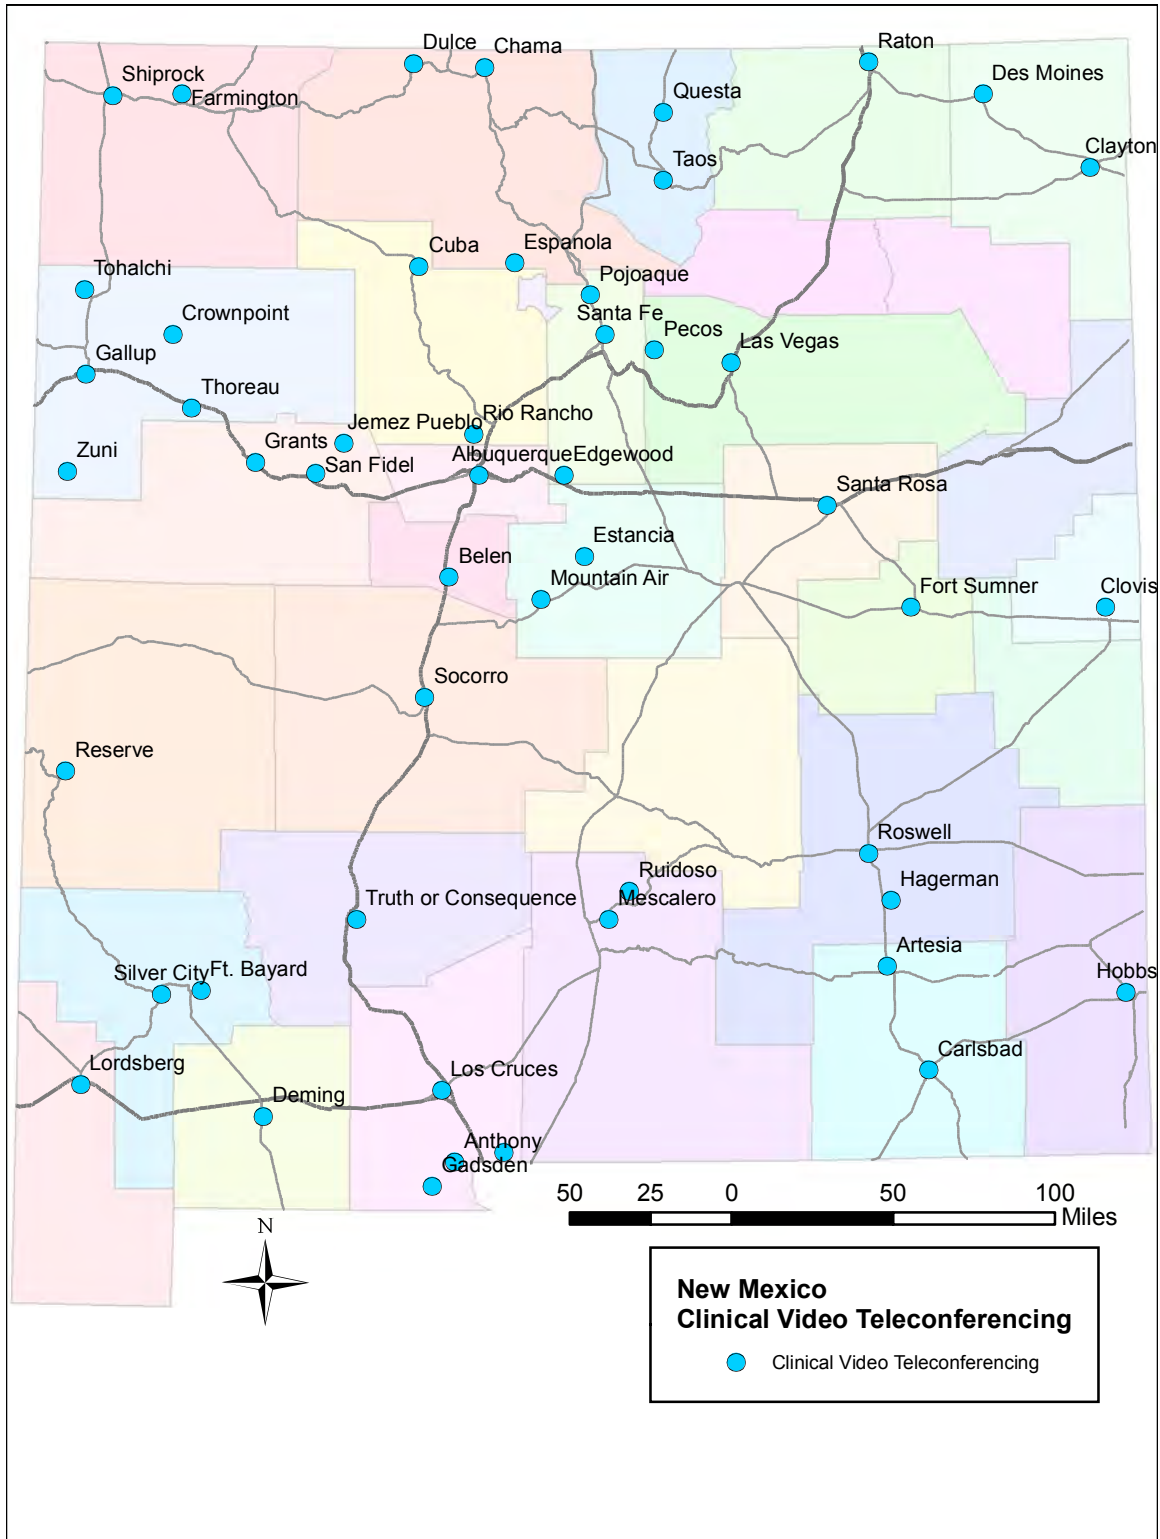 Dulce
Chama
Raton
Shiprock
Farmington
Des Moines
Questa
Clayton
Taos
Cuba
Espanola
Tohalchi
Pojoaque
Crownpoint
Santa Fe
Pecos
Las Vegas
Gallup
Thoreau
Jemez Pueblo
Rio Rancho
Zuni
Grants
San Fidel
Albuquerque
Edgewood
Santa Rosa
Estancia
Belen
Mountain Air
Fort Sumner
Clovis
Socorro
Reserve
Roswell
Ruidoso
Hagerman
Truth or Consequence
Mescalero
Artesia
Silver City
Ft. Bayard
Hobbs
Carlsbad
Lordsberg
Los Cruces
Deming
Anthony
Gadsden
50 25 0 50 100
Miles
N
New Mexico
Clinical Video Teleconferencing
Clinical Video Teleconferencing